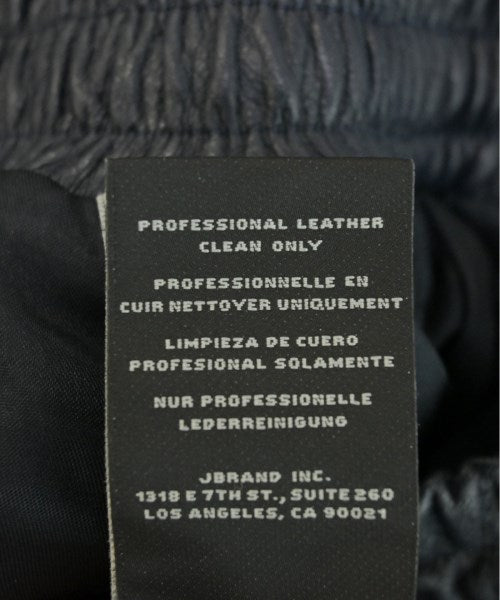 PROFESSIONAL LEATHER
CLEAN ONLY
PROFESSIONNELLE EN
CUIR NETTOYER UNIQUEMENT
LIMPIEZA DE CUERO
PROFESIONAL SOLAMENTE
NUR PROFESSIONELLE
LEDERREINIGUNG
JBRAND INC.
1318 E 7TH ST., SUITE 260
LOS ANGELES, CA 90021